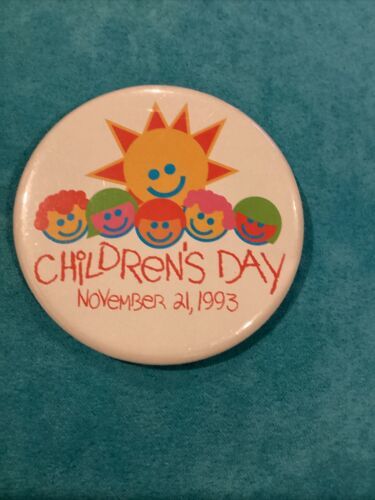 CHiLDReN'S DAY
NoVeMBeR 21, 1993